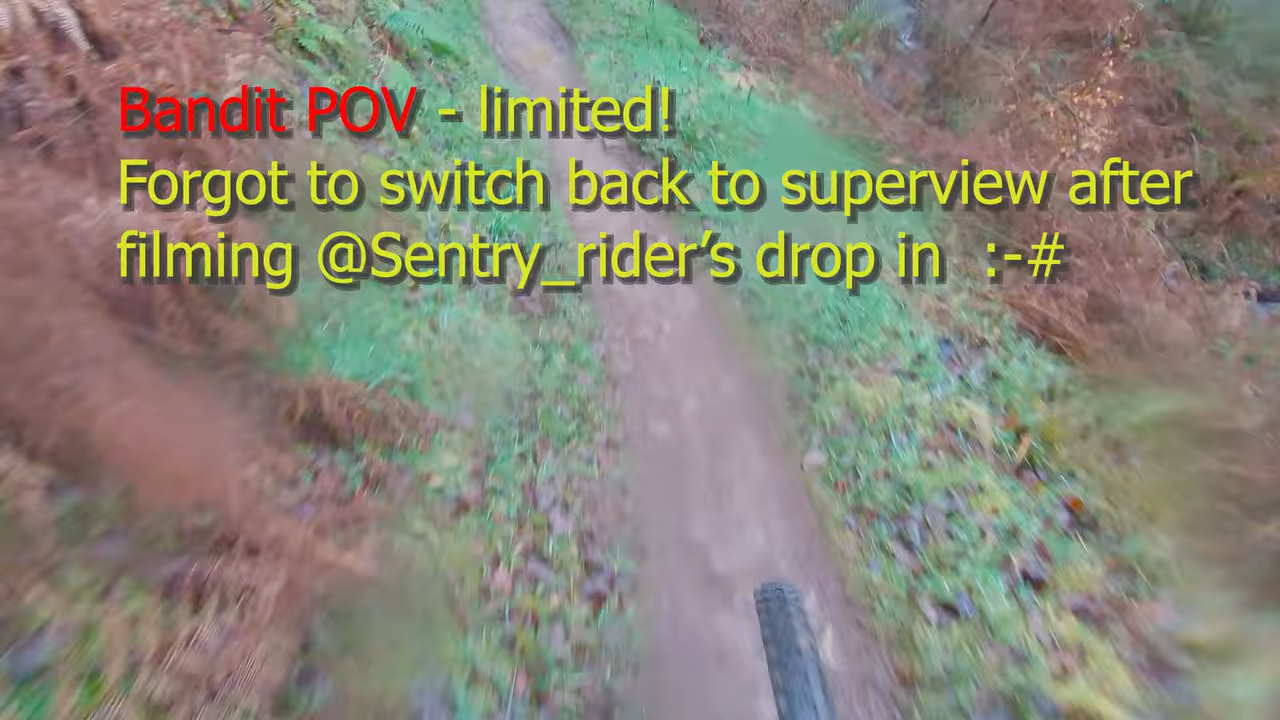 Bandit POV - limited!
Forgot to switch back to superview after
filming @Sentry_rider’s drop in  :-#